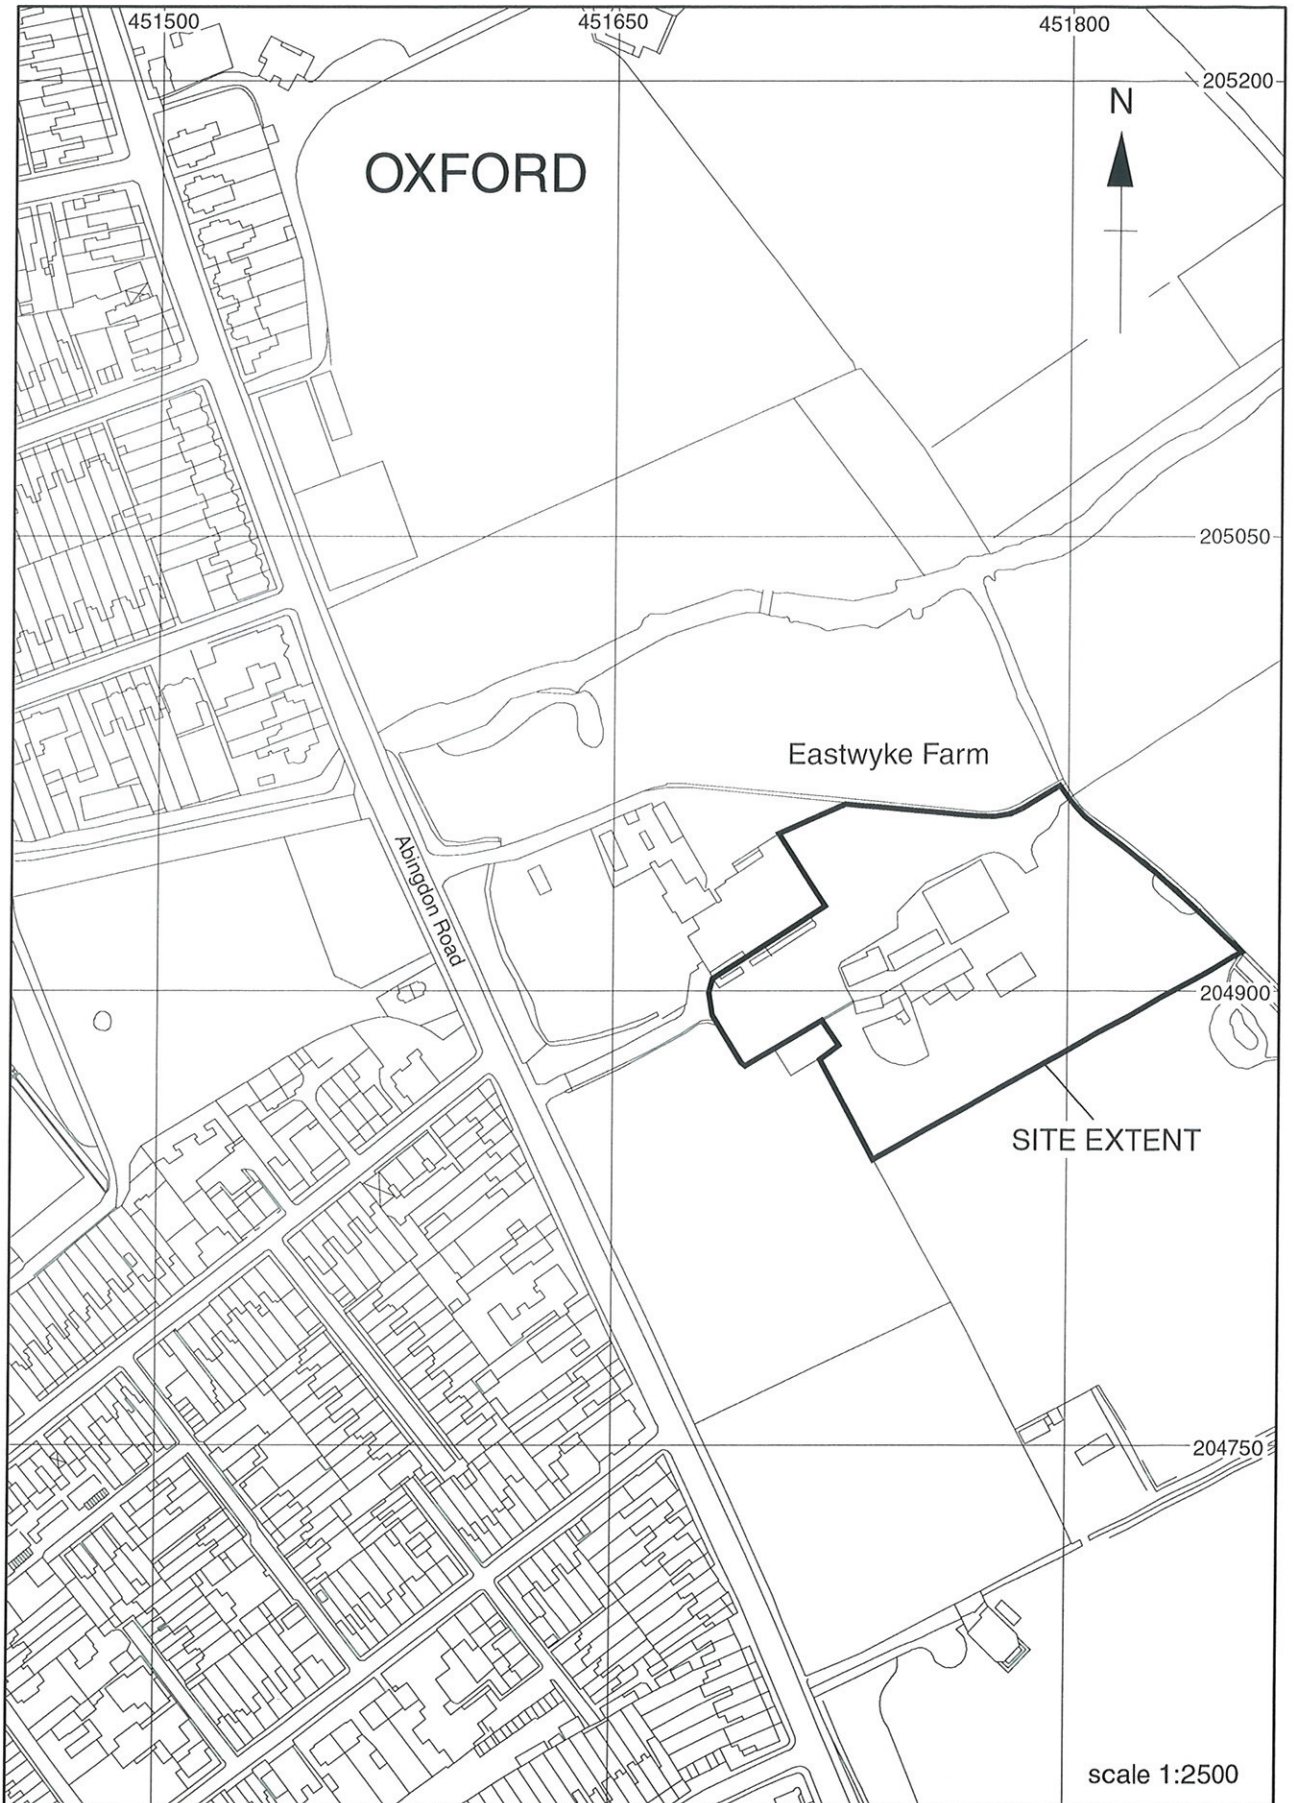 451500
451650
451800
205200
N
OXFORD
205050
Eastwyke Farm
Abingdon Road
204900
SITE EXTENT
204750
scale 1:2500